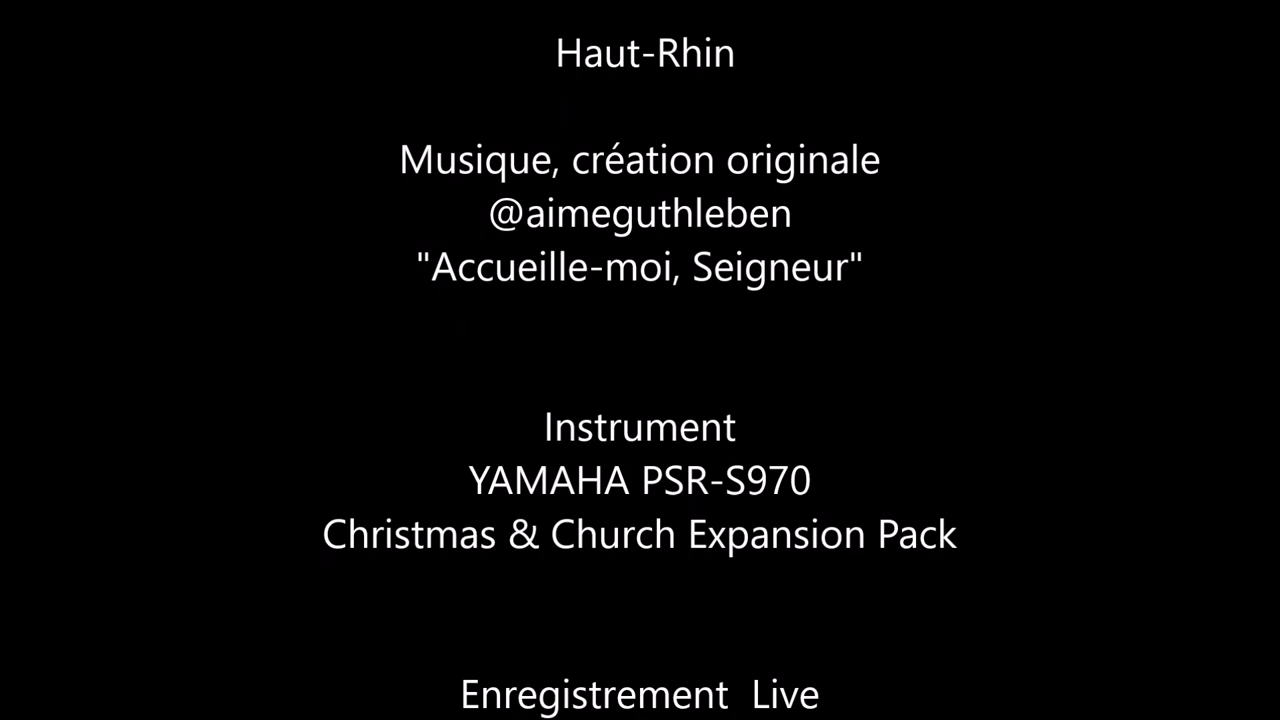 Haut-Rhin
Musique, création originale
@aimeguthleben
"Accueille-moi, Seigneur"
Instrument
YAMAHA PSR-S970
Christmas & Church Expansion Pack
Enregistrement  Live